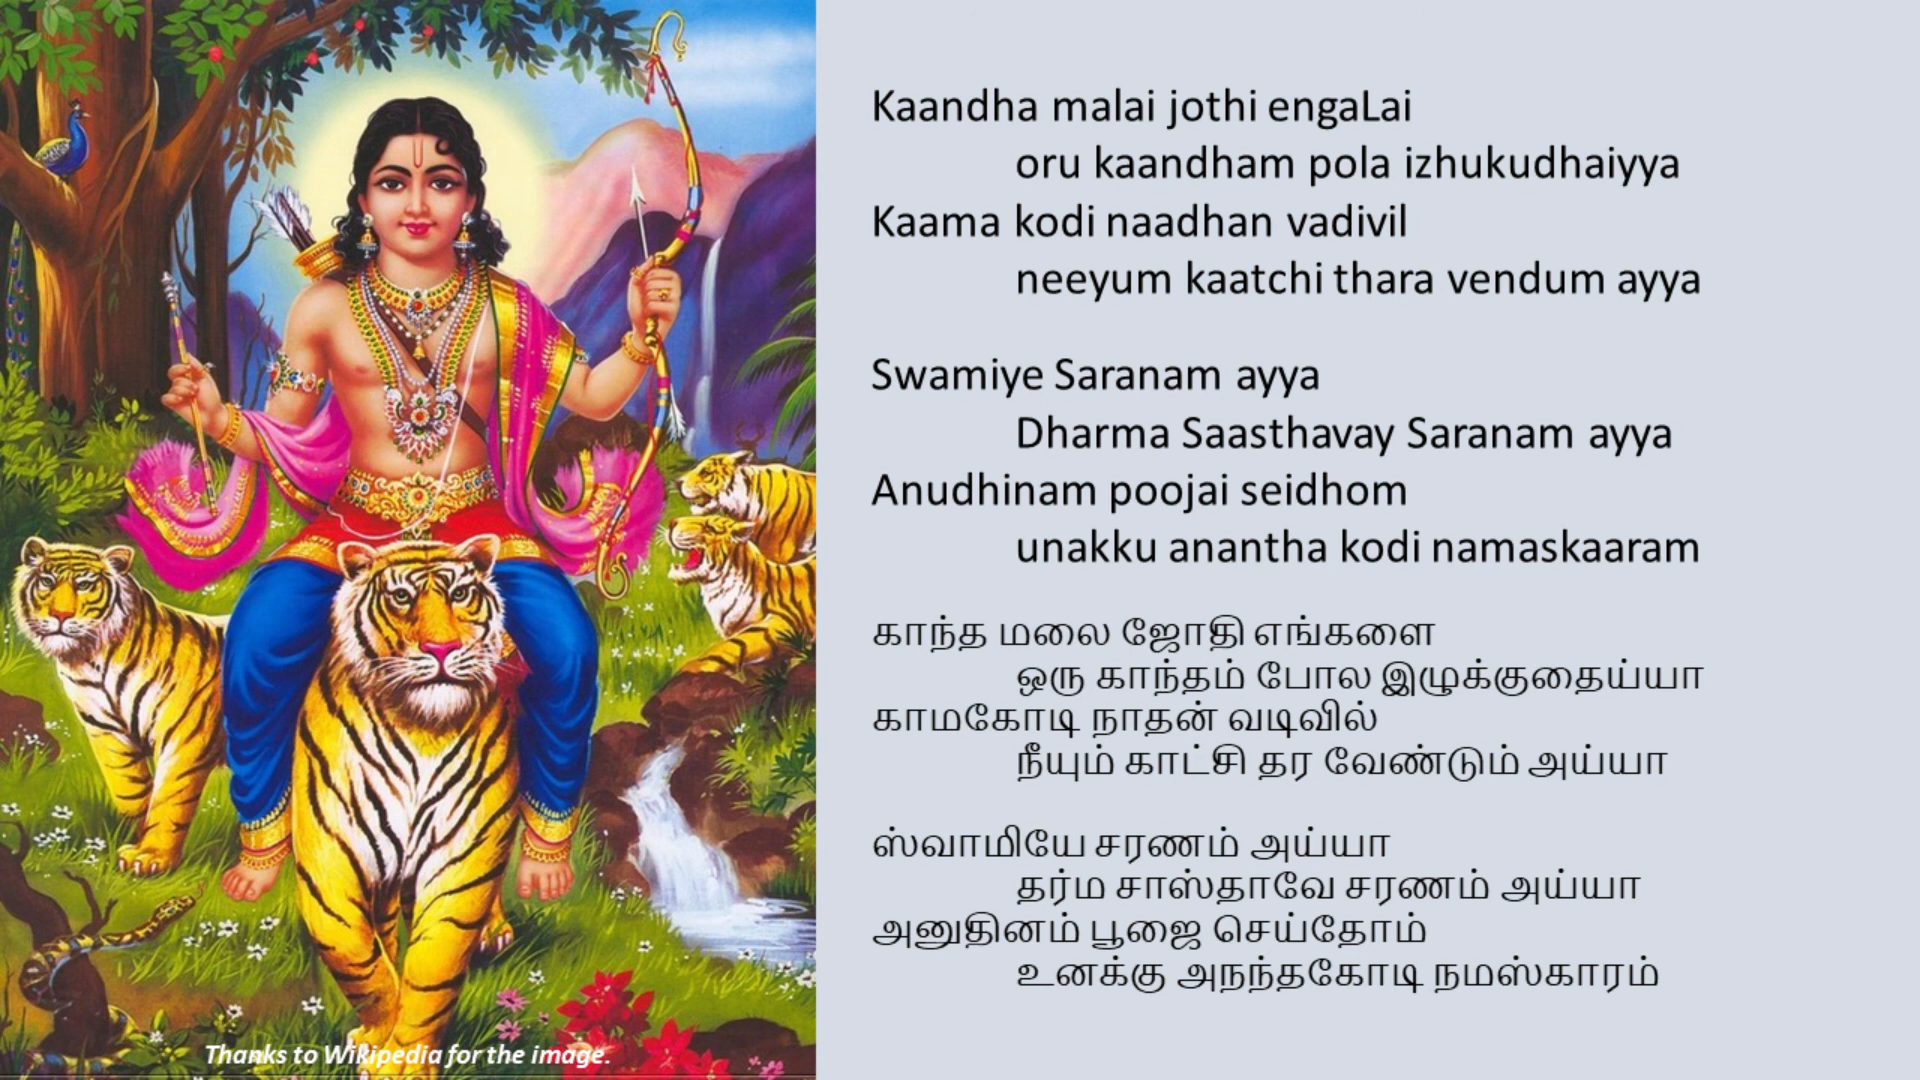 Kaandha malai jothi engaLai
oru kaandham pola izhukudhaiyya
Kaama kodi naadhan vadivil
neeyum kaatchi thara vendum ayya
Swamiye Saranam ayya
Dharma Saasthavay Saranam ayya
Anudhinam poojai seidhom
unakku anantha kodi namaskaaram
காந்த மலை ஜோதி எங்களை
ஒரு காந்தம் போல இழுக்குதைய்யா
காமகோடி நாதன் வடிவில்
நீயும் காட்சி தர வேண்டும் அய்யா
ஸ்வாமியே சரணம் அய்யா
தர்ம சாஸ்தாவே சரணம் அய்யா
அனுதினம் பூஜை செய்தோம்
உனக்கு அநந்தகோடி நமஸ்காரம்
Thanks to Wikipedia for the image.